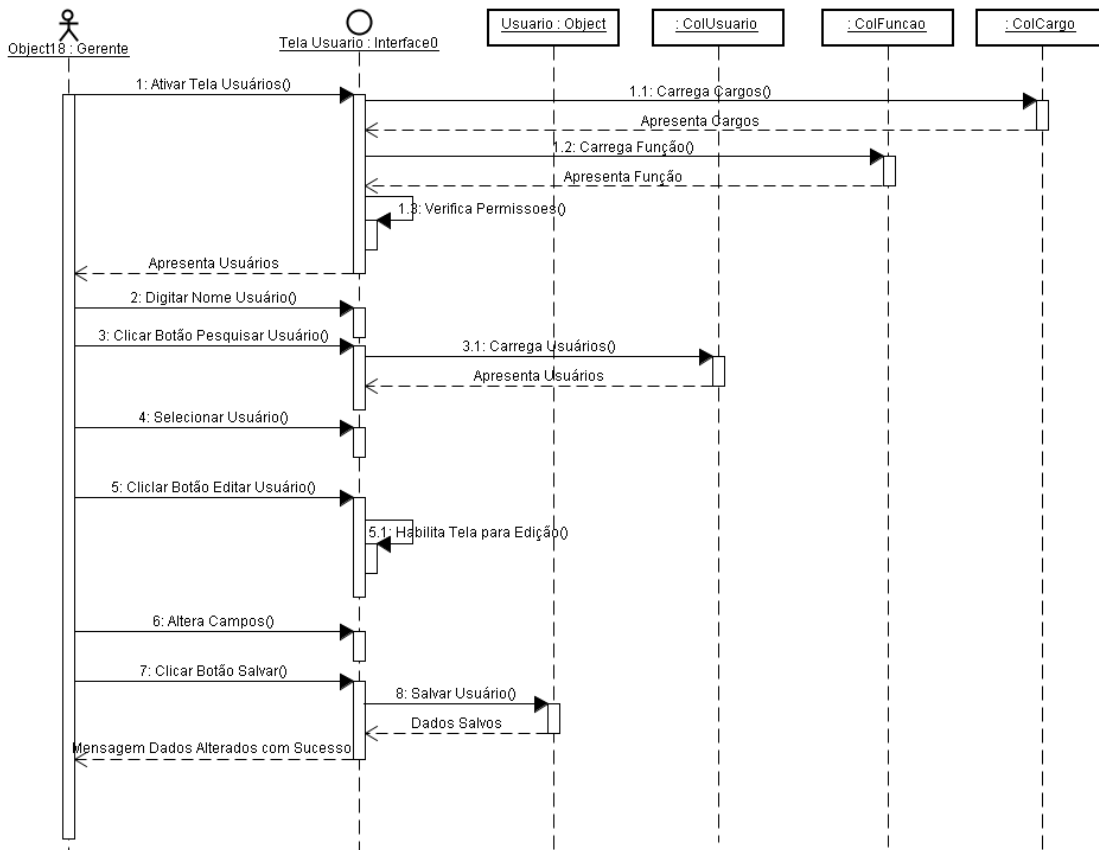 Object18 : Gerente
Tela Usuario : Interface0
Usuario : Object
: ColUsuario
: ColFuncao
: ColCargo
1: Ativar Tela Usuários()
1.1: Carrega Cargos()
Apresenta Cargos
1.2: Carrega Função()
Apresenta Função
1.3: Verifica Permissoes()
Apresenta Usuários
2: Digitar Nome Usuário()
3: Clicar Botão Pesquisar Usuário()
3.1: Carrega Usuários()
Apresenta Usuários
4: Selecionar Usuário()
5: Cliclar Botão Editar Usuário()
5.1: Habilita Tela para Edição()
6: Altera Campos()
7: Clicar Botão Salvar()
8: Salvar Usuário()
Dados Salvos
Mensagem Dados Alterados com Sucesso